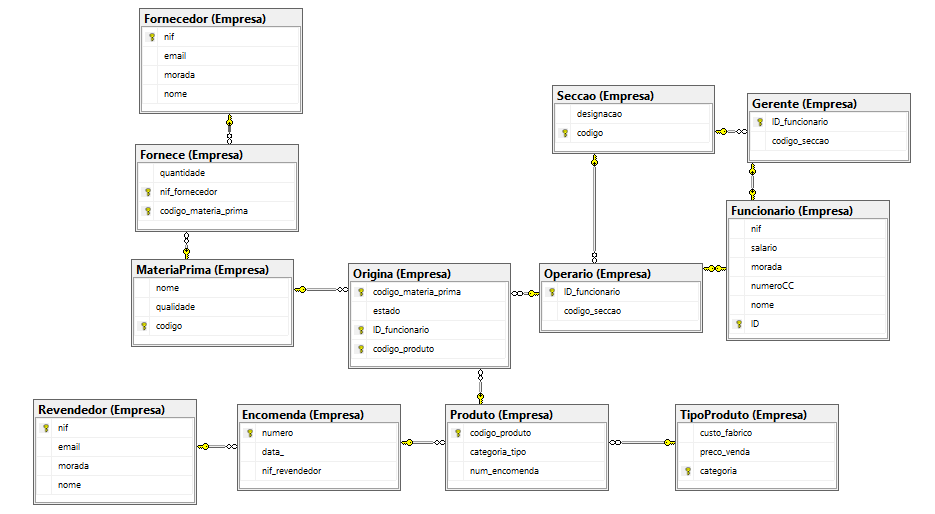 Fornecedor (Empresa)
nif
email
morada
nome
Fornece (Empresa)
quantidade
nif_fornecedor
codigo_materia_prima
MateriaPrima (Empresa)
nome
qualidade
codigo
Origina (Empresa)
codigo_materia_prima
estado
ID_funcionario
codigo_produto
Seccao (Empresa)
designacao
codigo
Gerente (Empresa)
ID_funcionario
codigo_seccao
Funcionario (Empresa)
nif
salario
morada
numeroCC
nome
ID
Operario (Empresa)
ID_funcionario
codigo_seccao
Revendedor (Empresa)
nif
email
morada
nome
Encomenda (Empresa)
numero
data_
nif_revendedor
Produto (Empresa)
codigo_produto
categoria_tipo
num_encomenda
TipoProduto (Empresa)
custo_fabrico
preco_venda
categoria